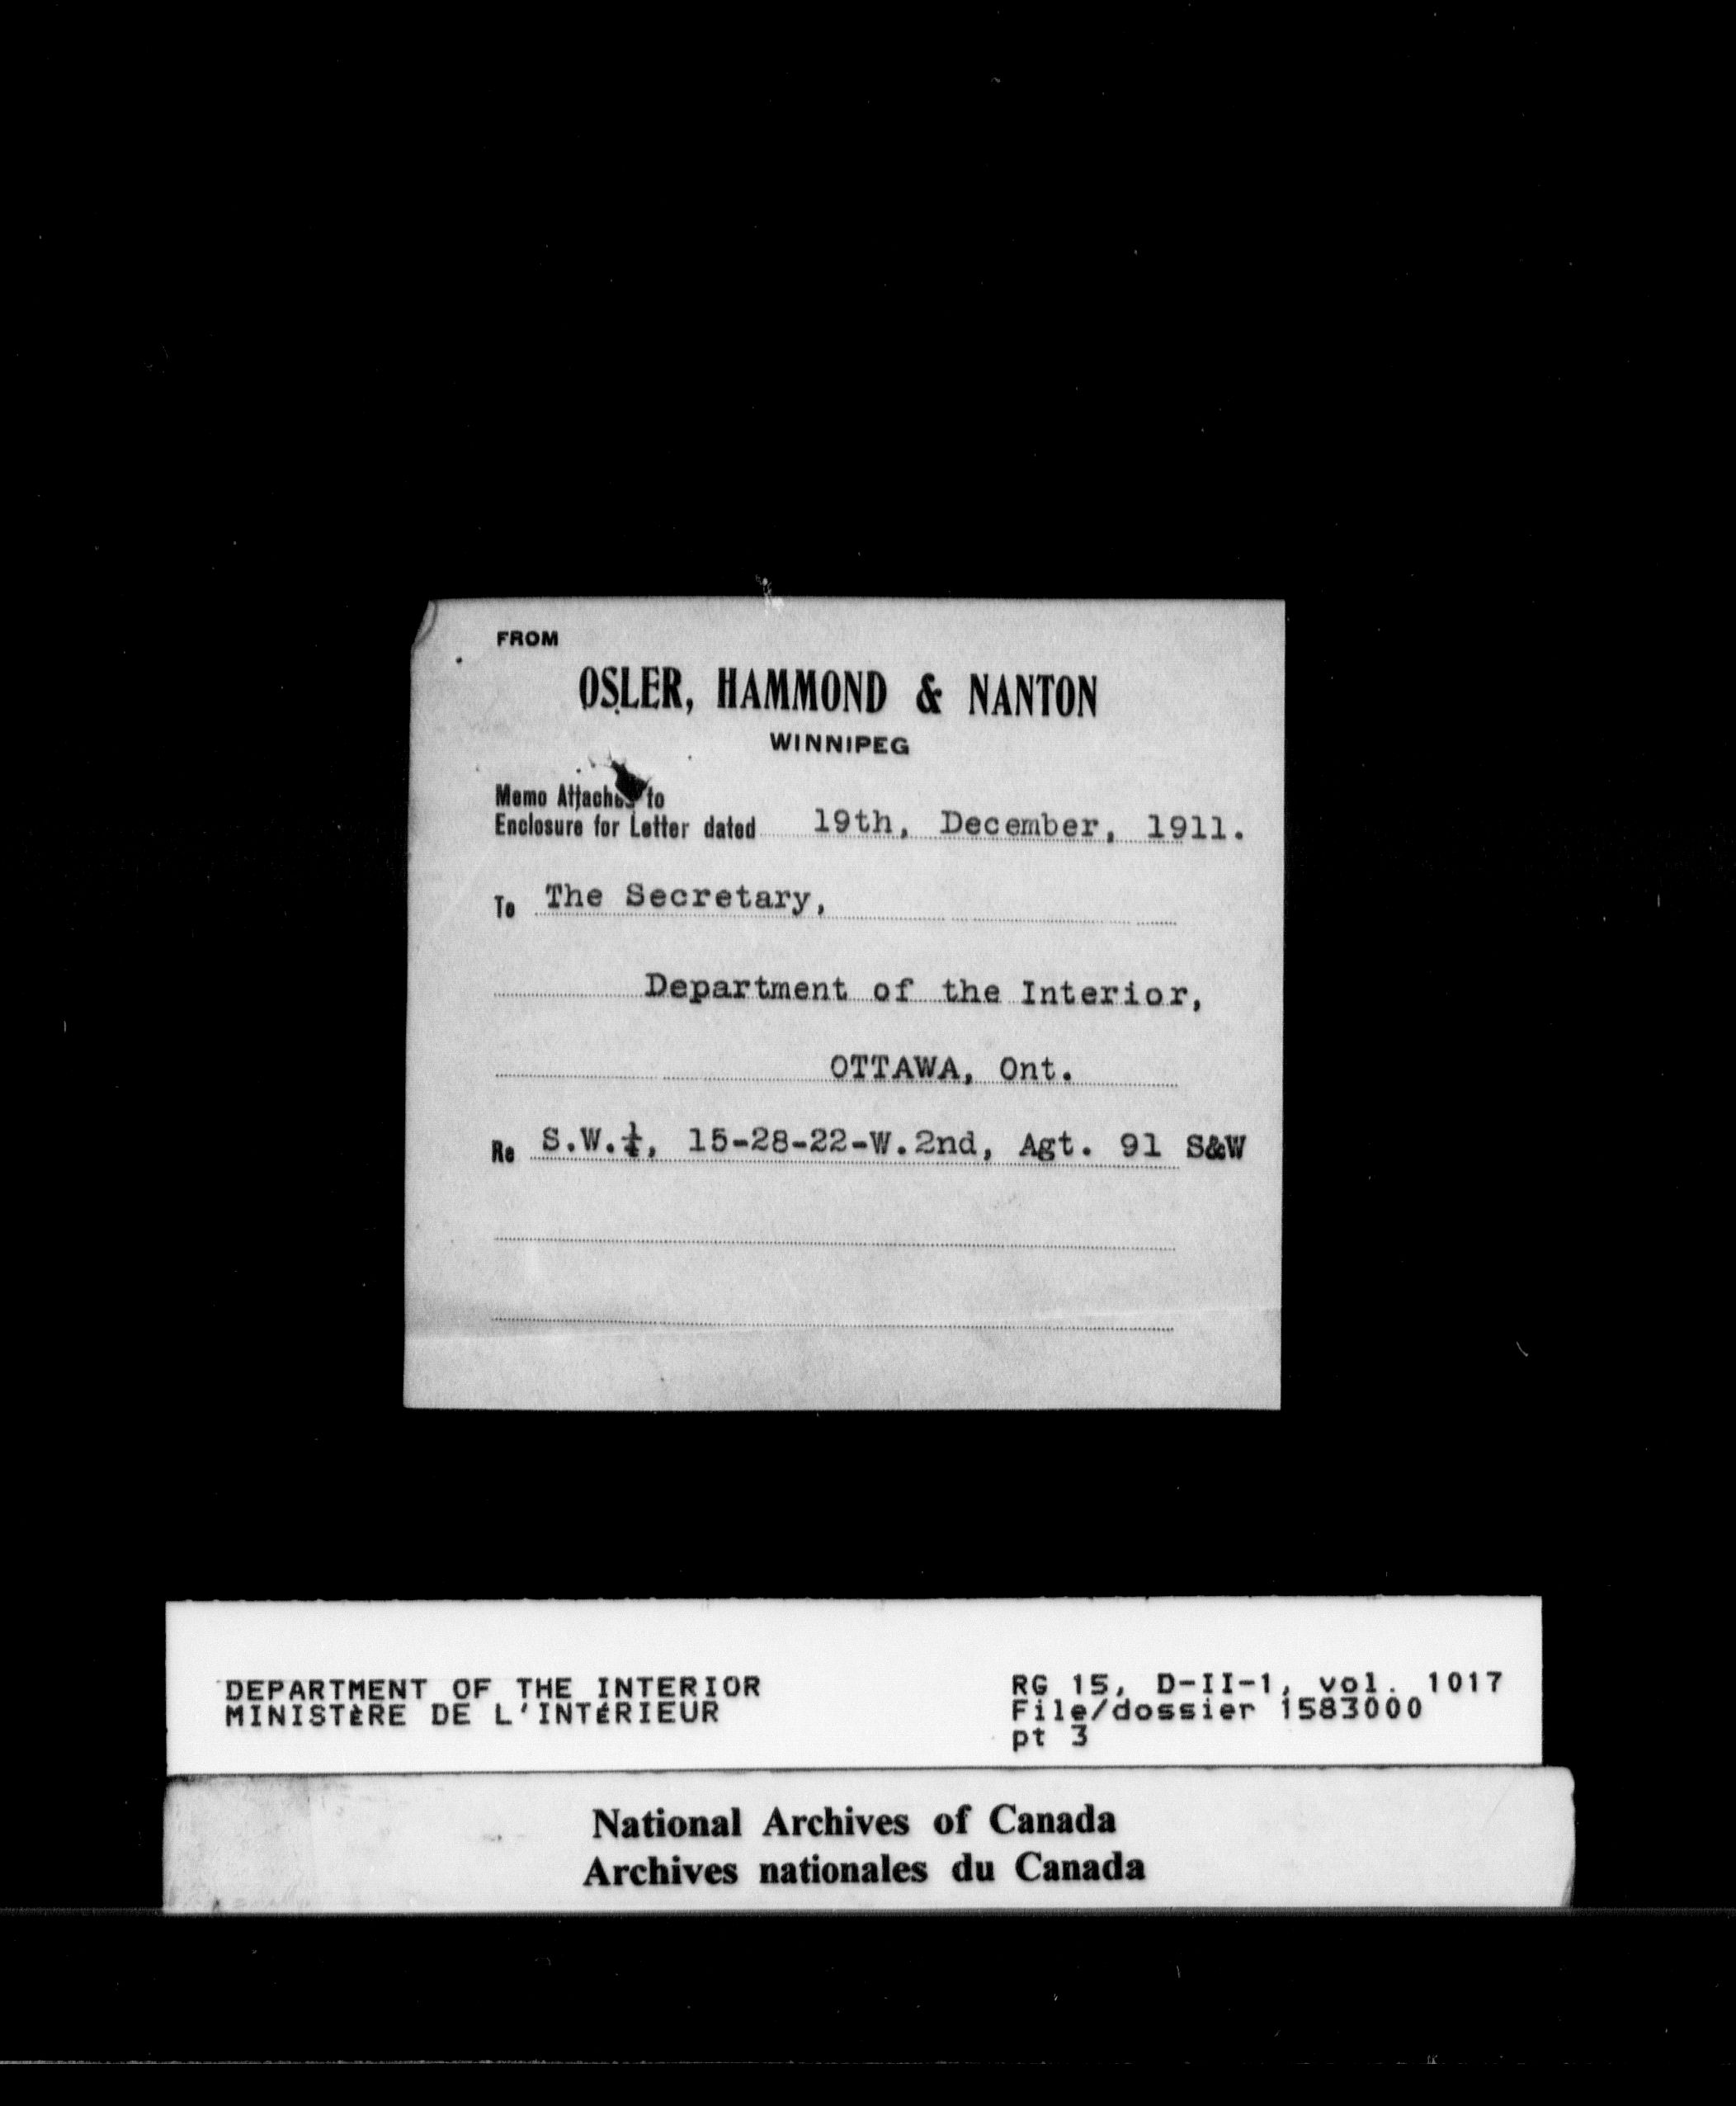 FROM
OSLER, HAMMOND & NANTON
WINNIPEG
Memo Attached to
Enclosure for Letter dated 19th, December, 1911.
To The Secretary,
Department of the Interior,
OTTAWA, Ont.
Re S.W.¼, 15-28-22-W.2nd, Agt. 91 S&W
DEPARTMENT OF THE INTERIOR
MINISTÈRE DE L'INTÉRIEUR
RG 15, D-II-1, vol. 1017
File/dossier 1583000
pt 3
National Archives of Canada
Archives nationales du Canada